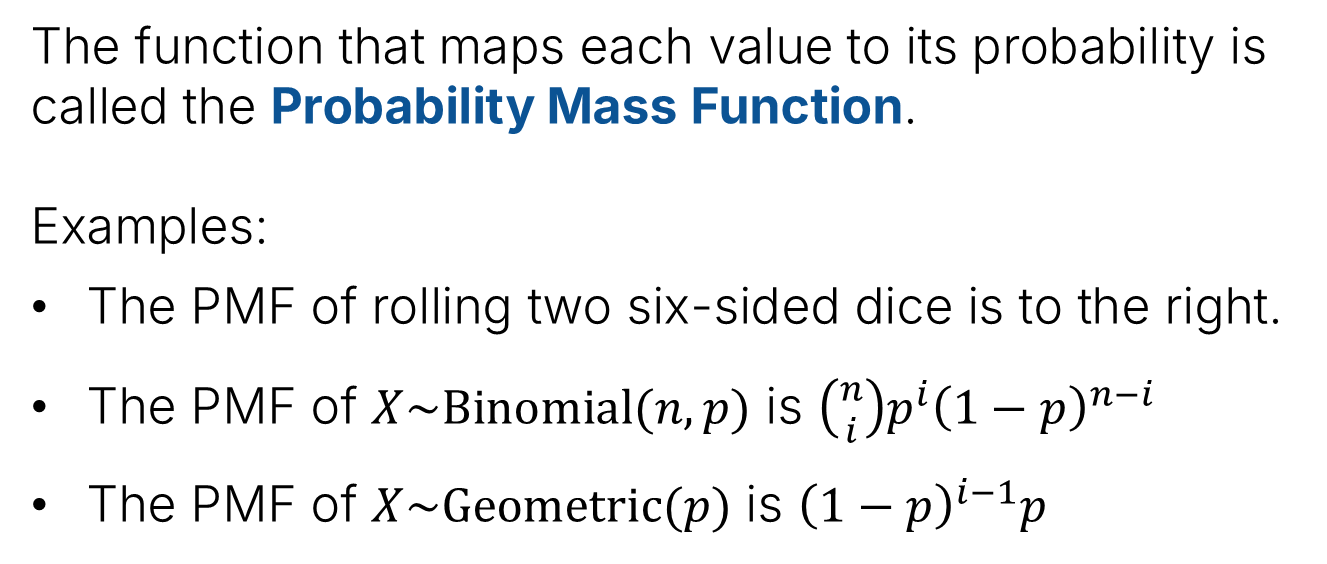 The function that maps each value to its probability is
called the Probability Mass Function.
Examples:
• The PMF of rolling two six-sided dice is to the right.
• The PMF of X~Binomial(n, p) is (n i)pⁱ(1 − p)ⁿ⁻ⁱ
• The PMF of X~Geometric(p) is (1 − p)ⁱ⁻¹p